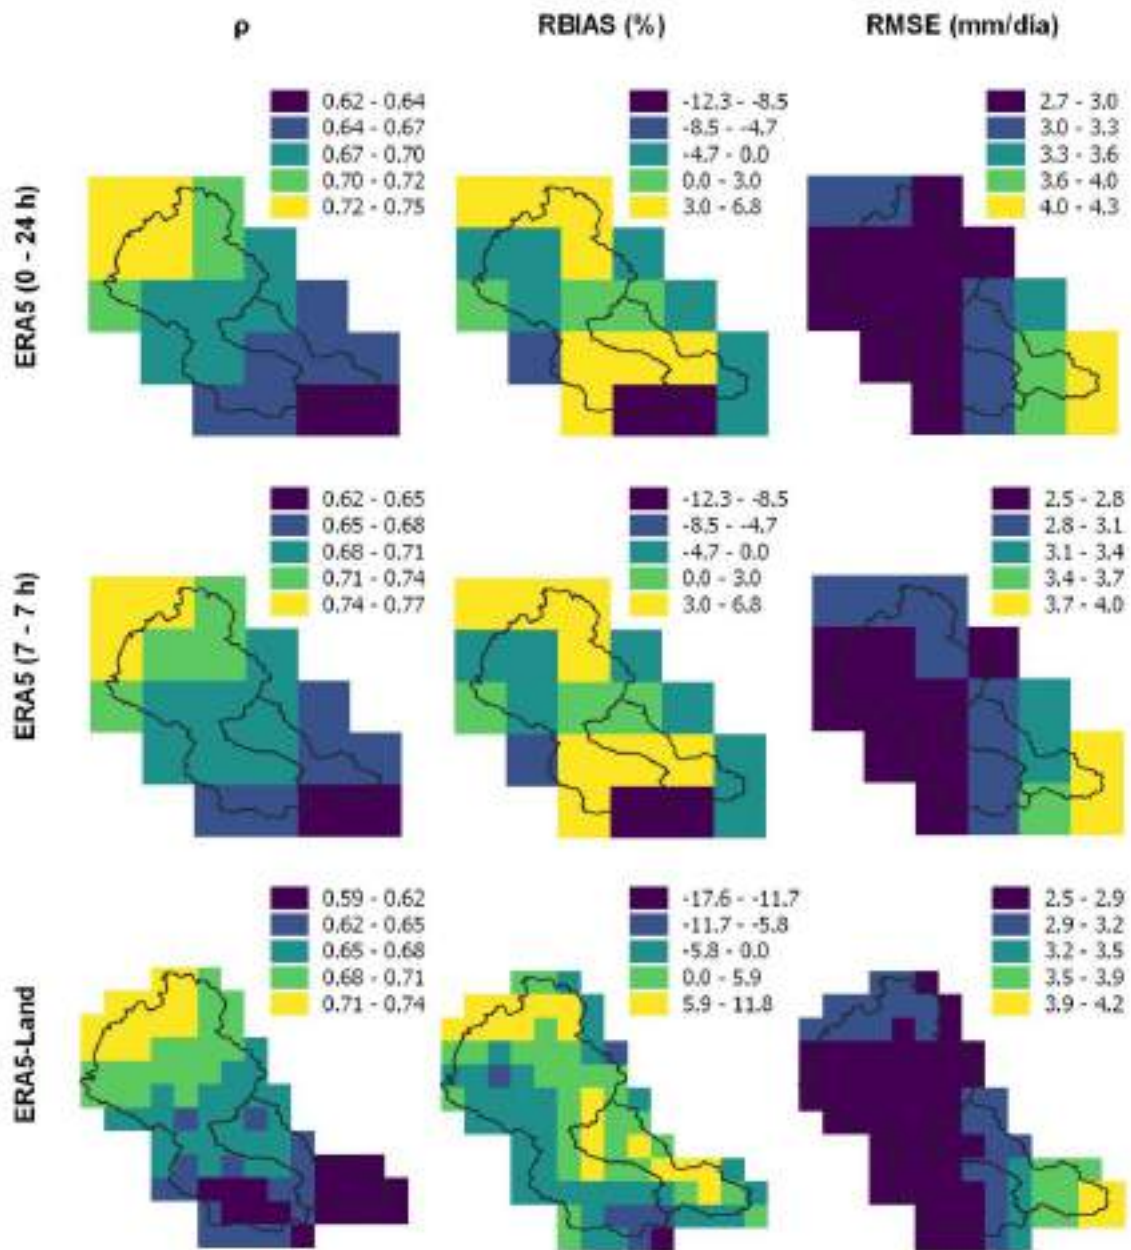 ρ RBIAS (%) RMSE (mm/día)
ERA5 (0 - 24 h)
0.62 - 0.64
0.64 - 0.67
0.67 - 0.70
0.70 - 0.72
0.72 - 0.75
-12.3 - -8.5
-8.5 - -4.7
-4.7 - 0.0
0.0 - 3.0
3.0 - 6.8
2.7 - 3.0
3.0 - 3.3
3.3 - 3.6
3.6 - 4.0
4.0 - 4.3
ERA5 (7 - 7 h)
0.62 - 0.65
0.65 - 0.68
0.68 - 0.71
0.71 - 0.74
0.74 - 0.77
-12.3 - -8.5
-8.5 - -4.7
-4.7 - 0.0
0.0 - 3.0
3.0 - 6.8
2.5 - 2.8
2.8 - 3.1
3.1 - 3.4
3.4 - 3.7
3.7 - 4.0
ERA5-Land
0.59 - 0.62
0.62 - 0.65
0.65 - 0.68
0.68 - 0.71
0.71 - 0.74
-17.6 - -11.7
-11.7 - -5.8
-5.8 - 0.0
0.0 - 5.9
5.9 - 11.8
2.5 - 2.9
2.9 - 3.2
3.2 - 3.5
3.5 - 3.9
3.9 - 4.2